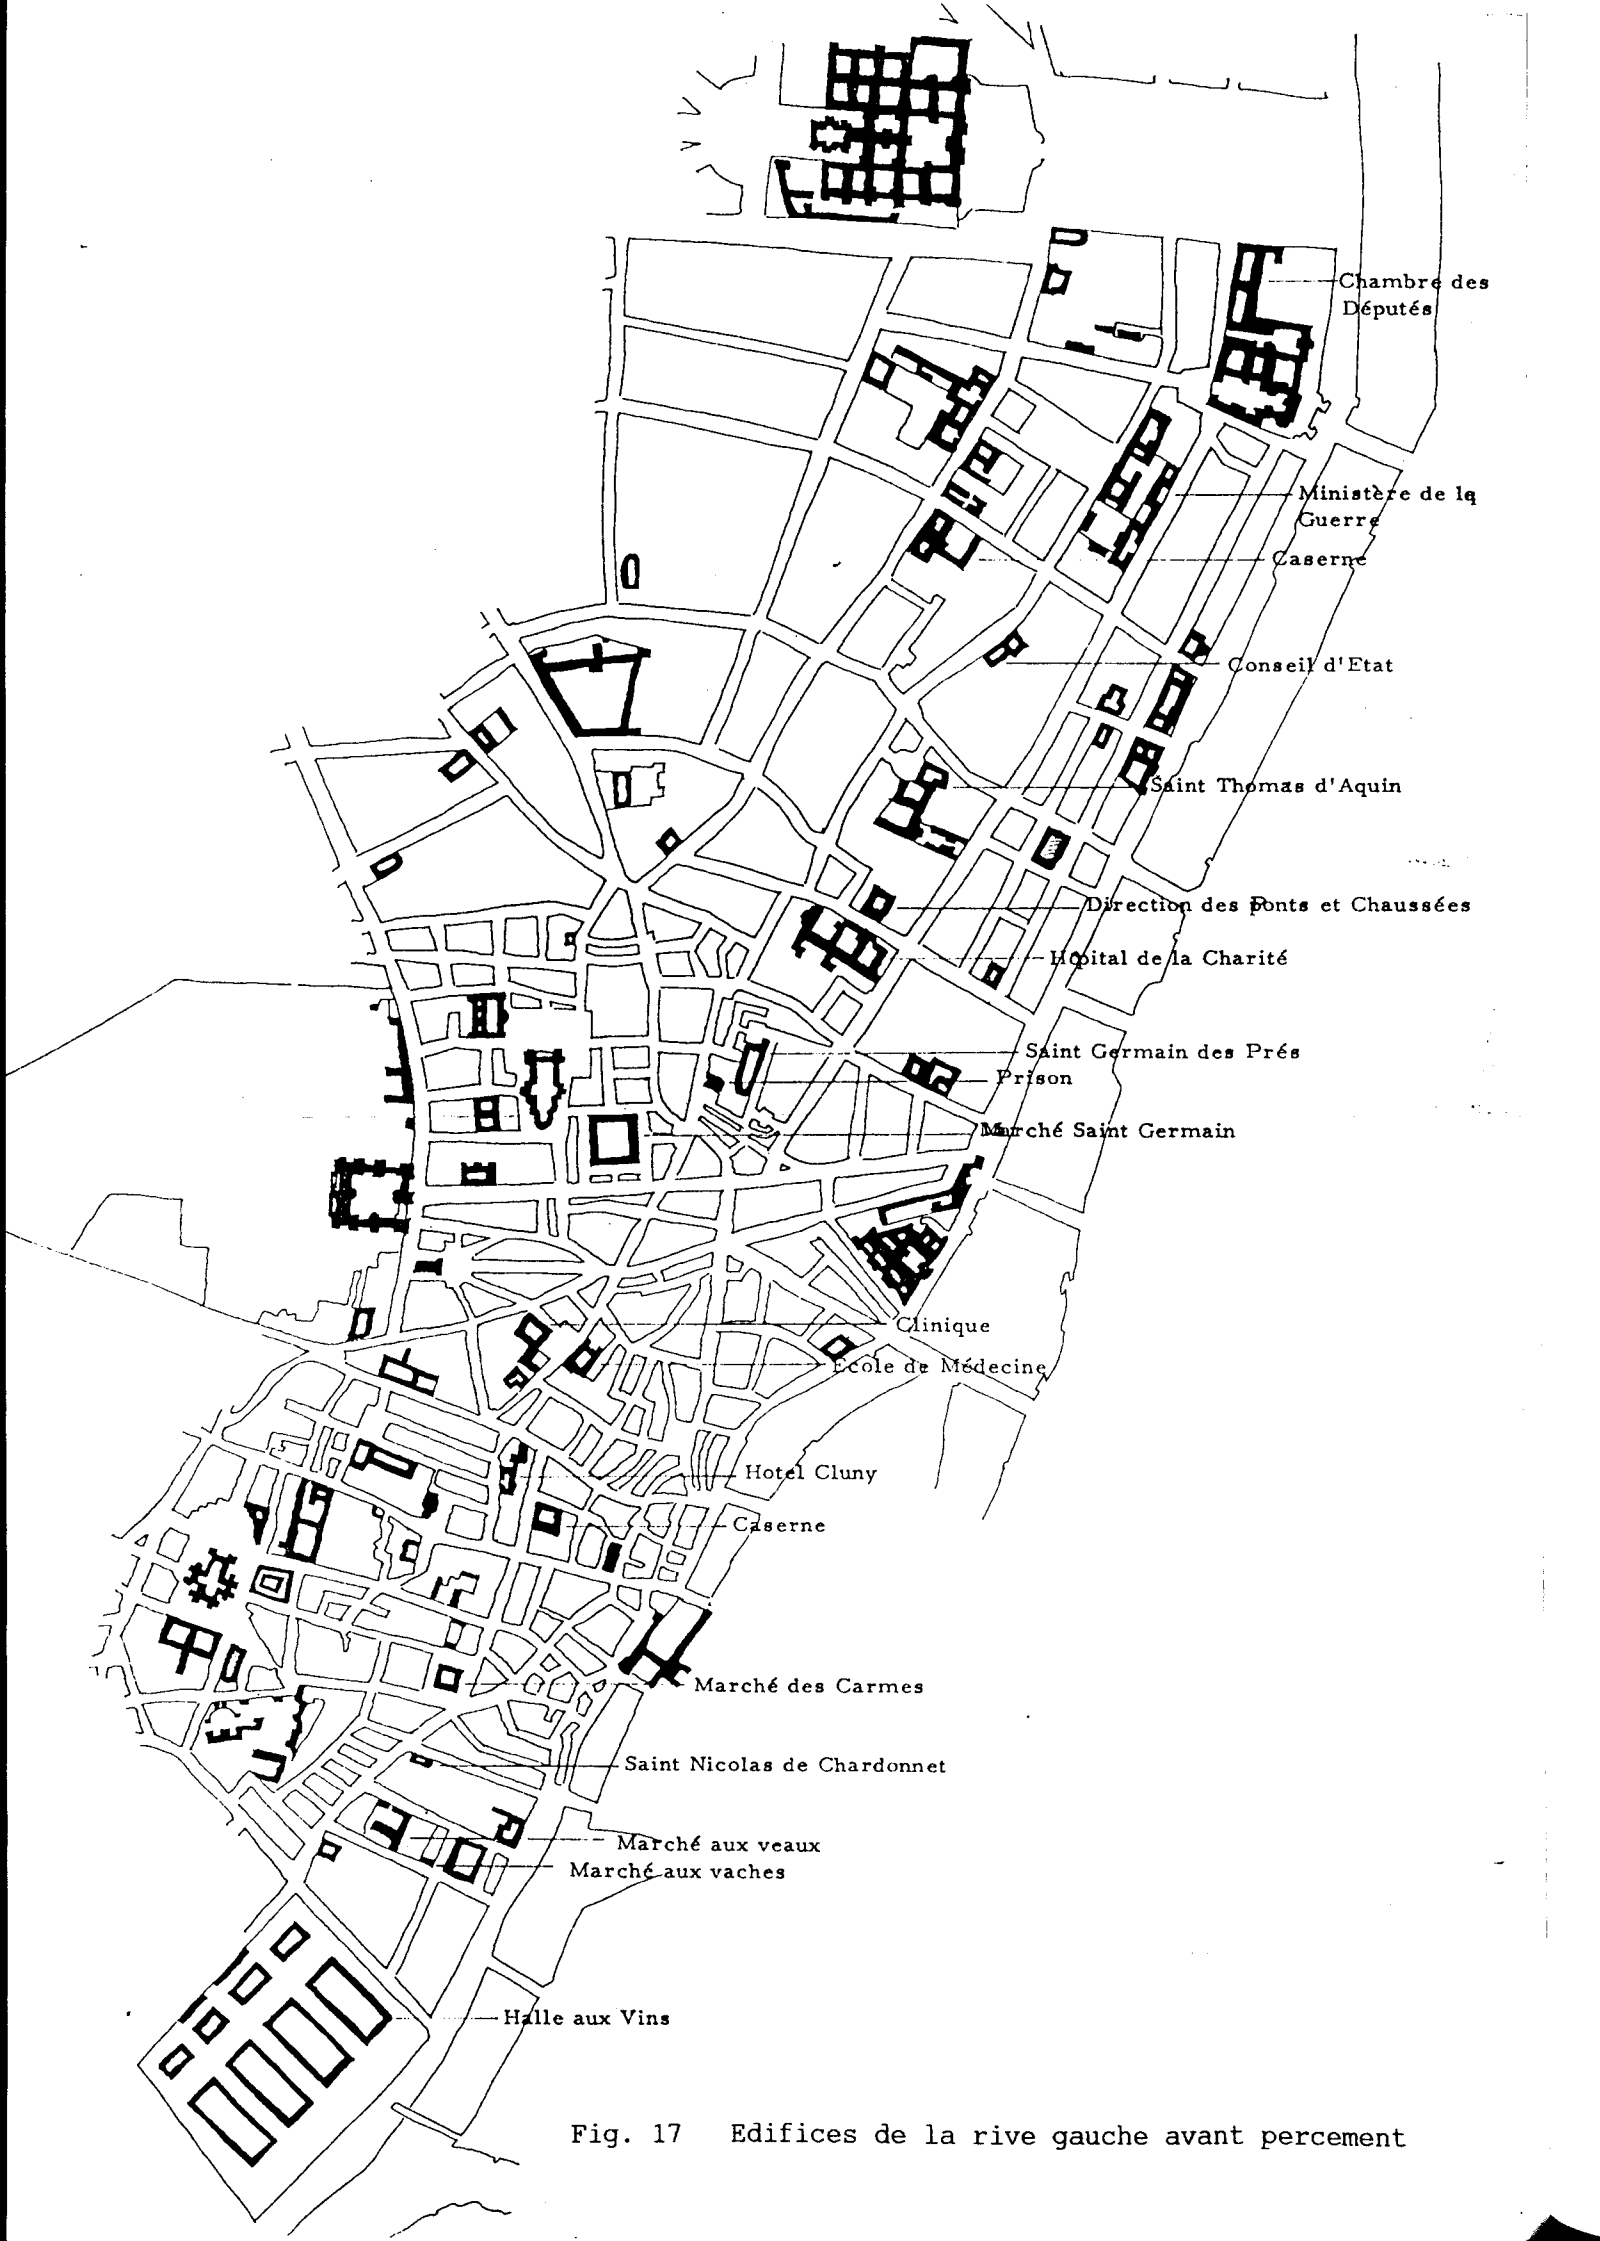 Chambre des
Députés
Ministère de la
Guerre
Caserne
Conseil d'Etat
Saint Thomas d'Aquin
Direction des Ponts et Chaussées
Hôpital de la Charité
Saint Germain des Prés
Prison
Marché Saint Germain
Clinique
Ecole de Médecine
Hotel Cluny
Caserne
Marché des Carmes
Saint Nicolas de Chardonnet
Marché aux veaux
Marché aux vaches
Halle aux Vins
Fig. 17 Edifices de la rive gauche avant percement